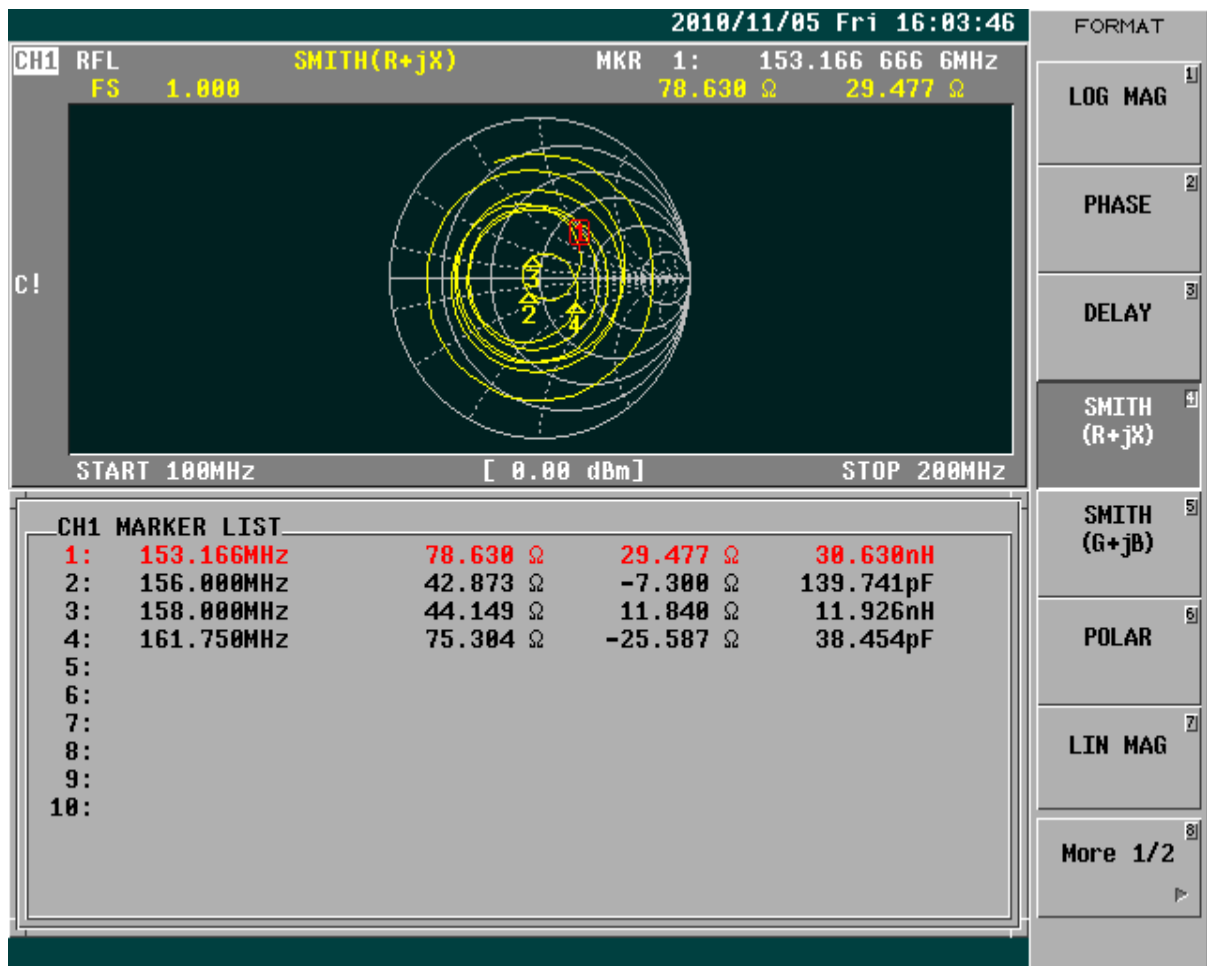 2010/11/05 Fri 16:03:46
CH1 RFL SMITH(R+jX) MKR 1: 153.166 666 6MHz
FS 1.000 78.630 Ω 29.477 Ω
1
3
2
4
C!
START 100MHz [ 0.00 dBm] STOP 200MHz
CH1 MARKER LIST
1: 153.166MHz 78.630 Ω 29.477 Ω 30.630nH
2: 156.000MHz 42.873 Ω -7.300 Ω 139.741pF
3: 158.000MHz 44.149 Ω 11.840 Ω 11.926nH
4: 161.750MHz 75.304 Ω -25.587 Ω 38.454pF
5:
6:
7:
8:
9:
10:
FORMAT
1
LOG MAG
2
PHASE
3
DELAY
4
SMITH
(R+jX)
5
SMITH
(G+jB)
6
POLAR
7
LIN MAG
8
More 1/2